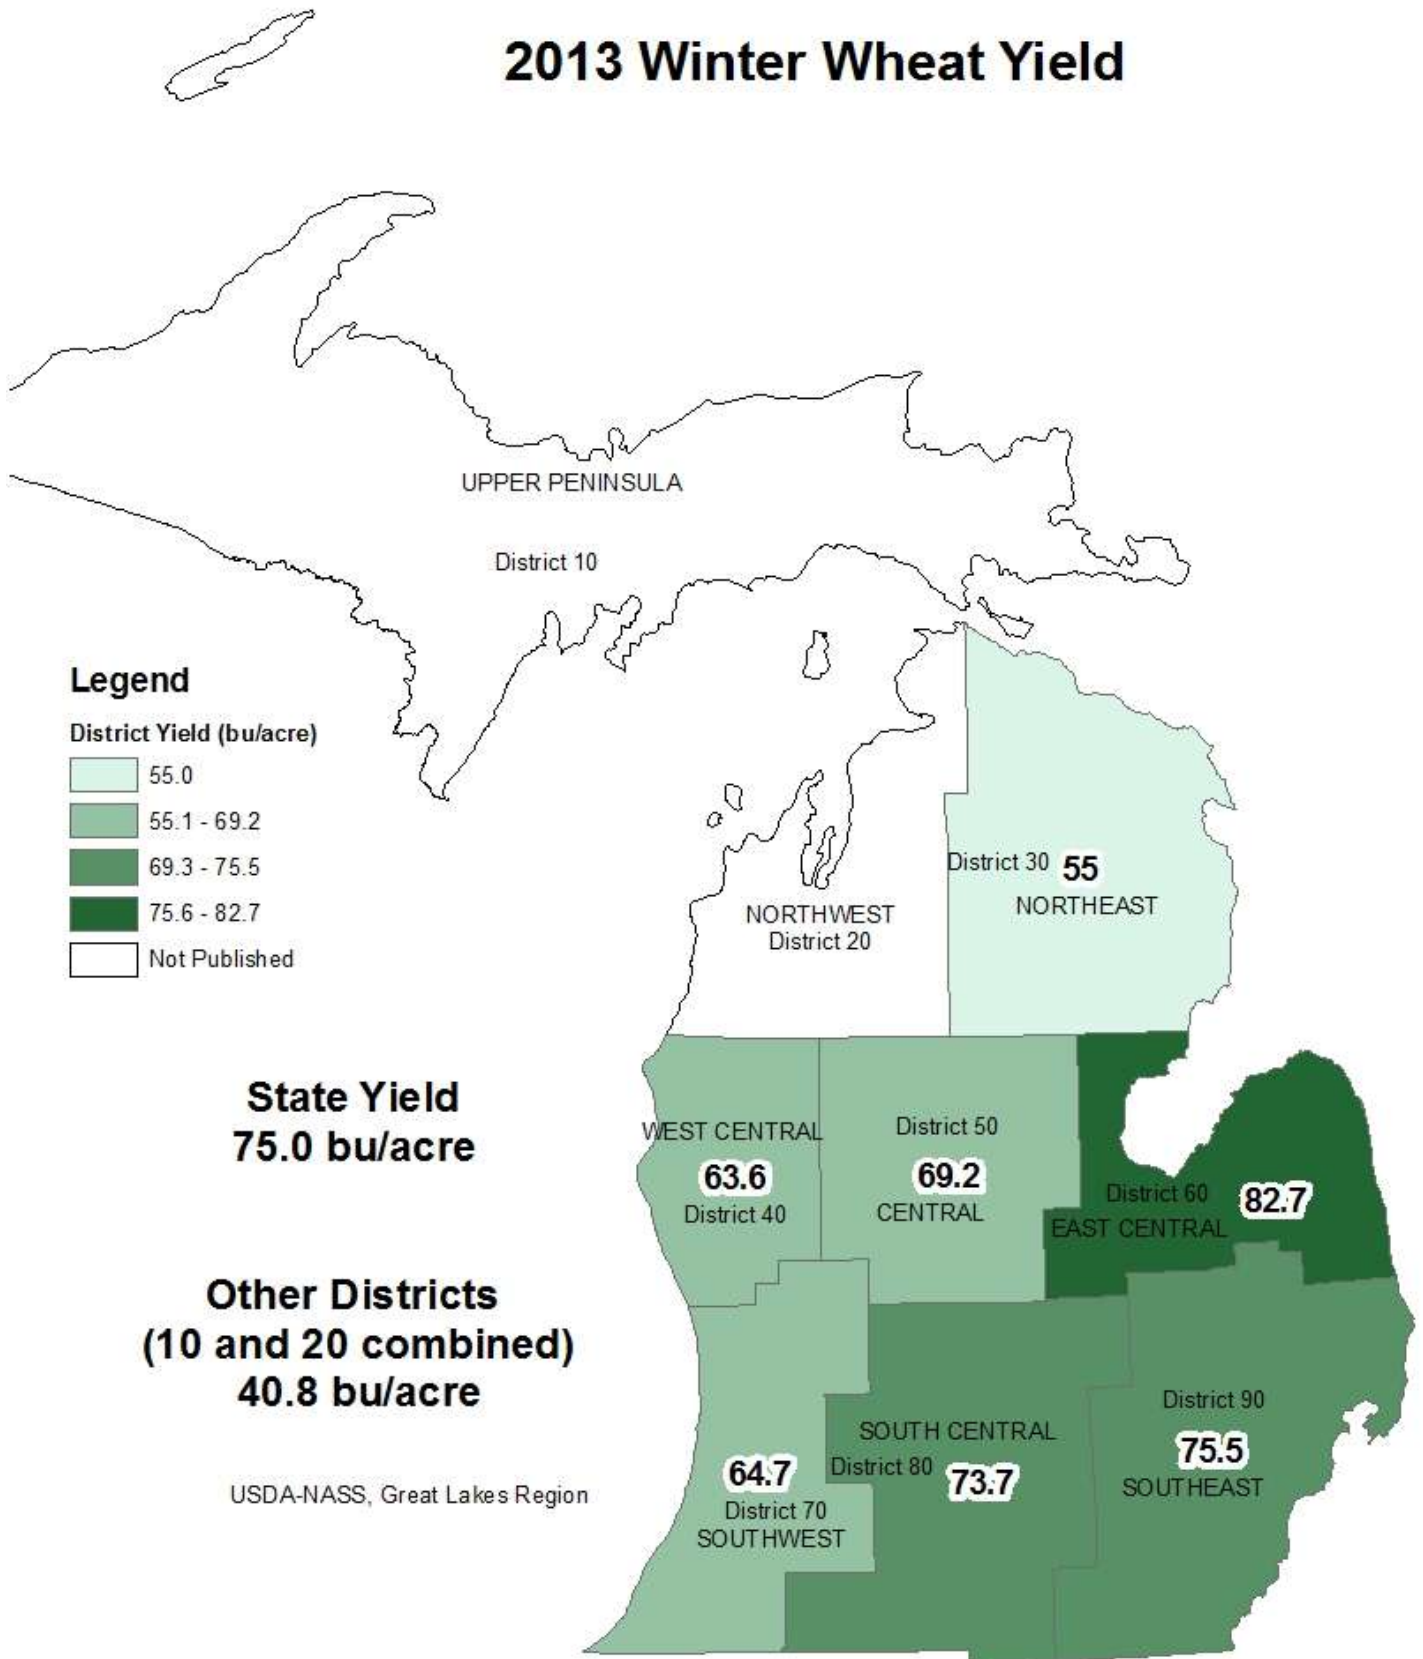 2013 Winter Wheat Yield
UPPER PENINSULA
District 10
Legend
District Yield (bu/acre)
55.0
55.1 - 69.2
69.3 - 75.5
75.6 - 82.7
Not Published
District 30 55
NORTHEAST
NORTHWEST
District 20
State Yield
75.0 bu/acre
WEST CENTRAL
63.6
District 40
District 50
69.2
CENTRAL
District 60 82.7
EAST CENTRAL
Other Districts
(10 and 20 combined)
40.8 bu/acre
USDA-NASS, Great Lakes Region
64.7
District 70
SOUTHWEST
SOUTH CENTRAL
District 80 73.7
District 90
75.5
SOUTHEAST